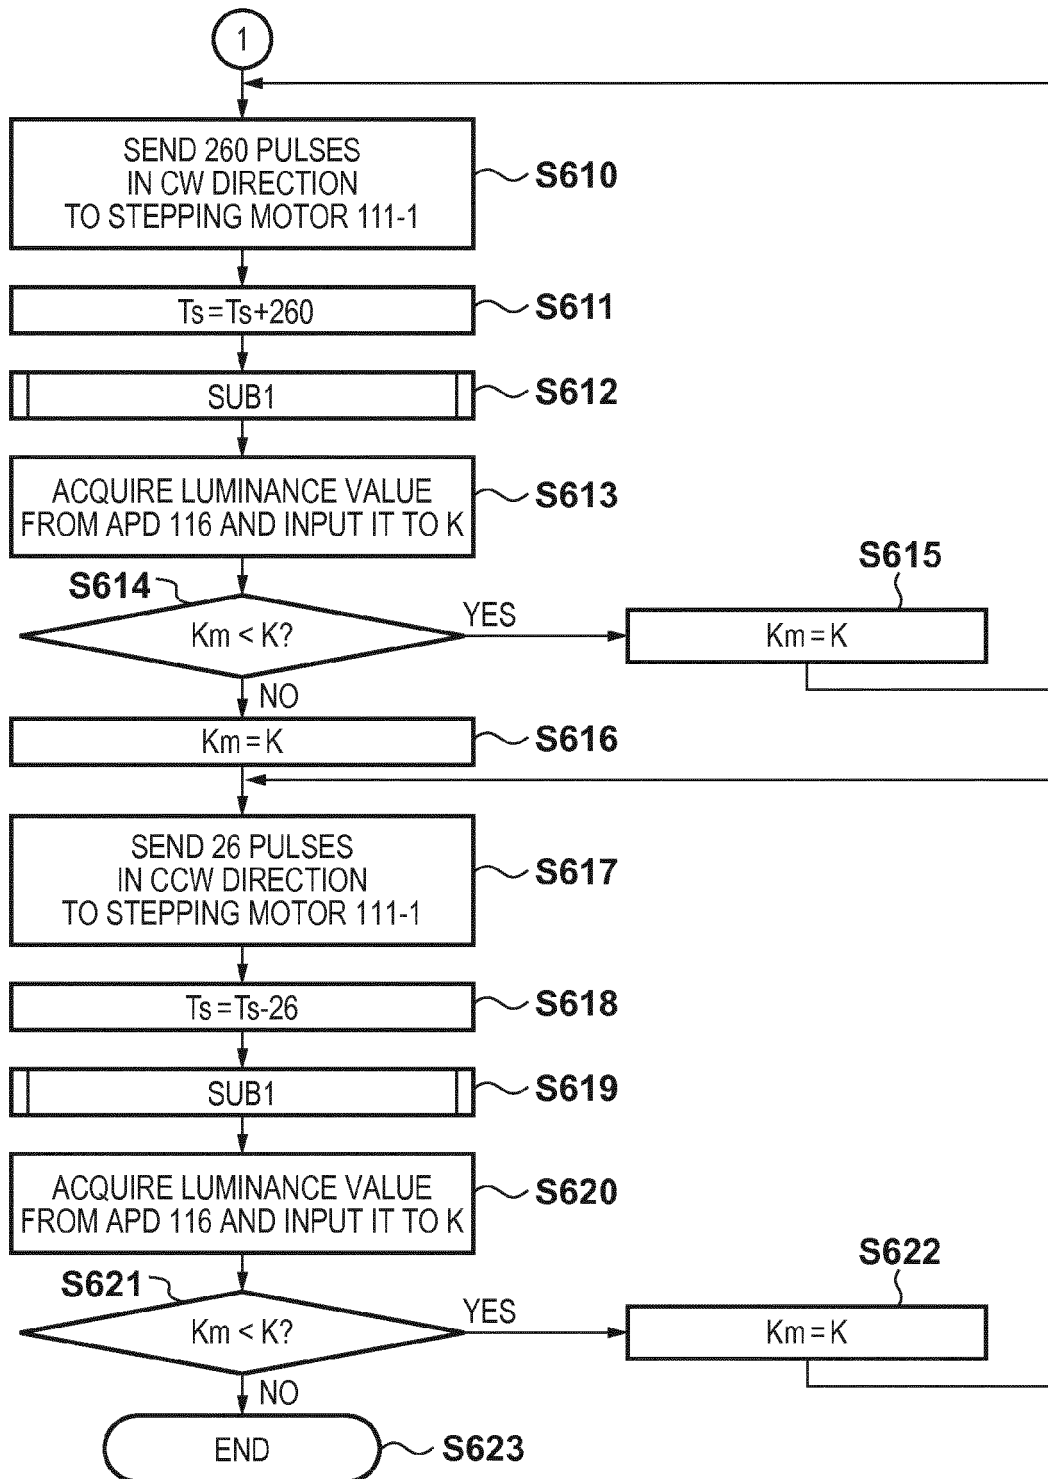 1
SEND 260 PULSES
IN CW DIRECTION
TO STEPPING MOTOR 111-1
S610
Ts=Ts+260
S611
SUB1
S612
ACQUIRE LUMINANCE VALUE
FROM APD 116 AND INPUT IT TO K
S613
S614
Km < K?
YES
NO
S615
Km = K
Km = K
S616
SEND 26 PULSES
IN CCW DIRECTION
TO STEPPING MOTOR 111-1
S617
Ts=Ts-26
S618
SUB1
S619
ACQUIRE LUMINANCE VALUE
FROM APD 116 AND INPUT IT TO K
S620
S621
Km < K?
YES
NO
S622
Km = K
END
S623